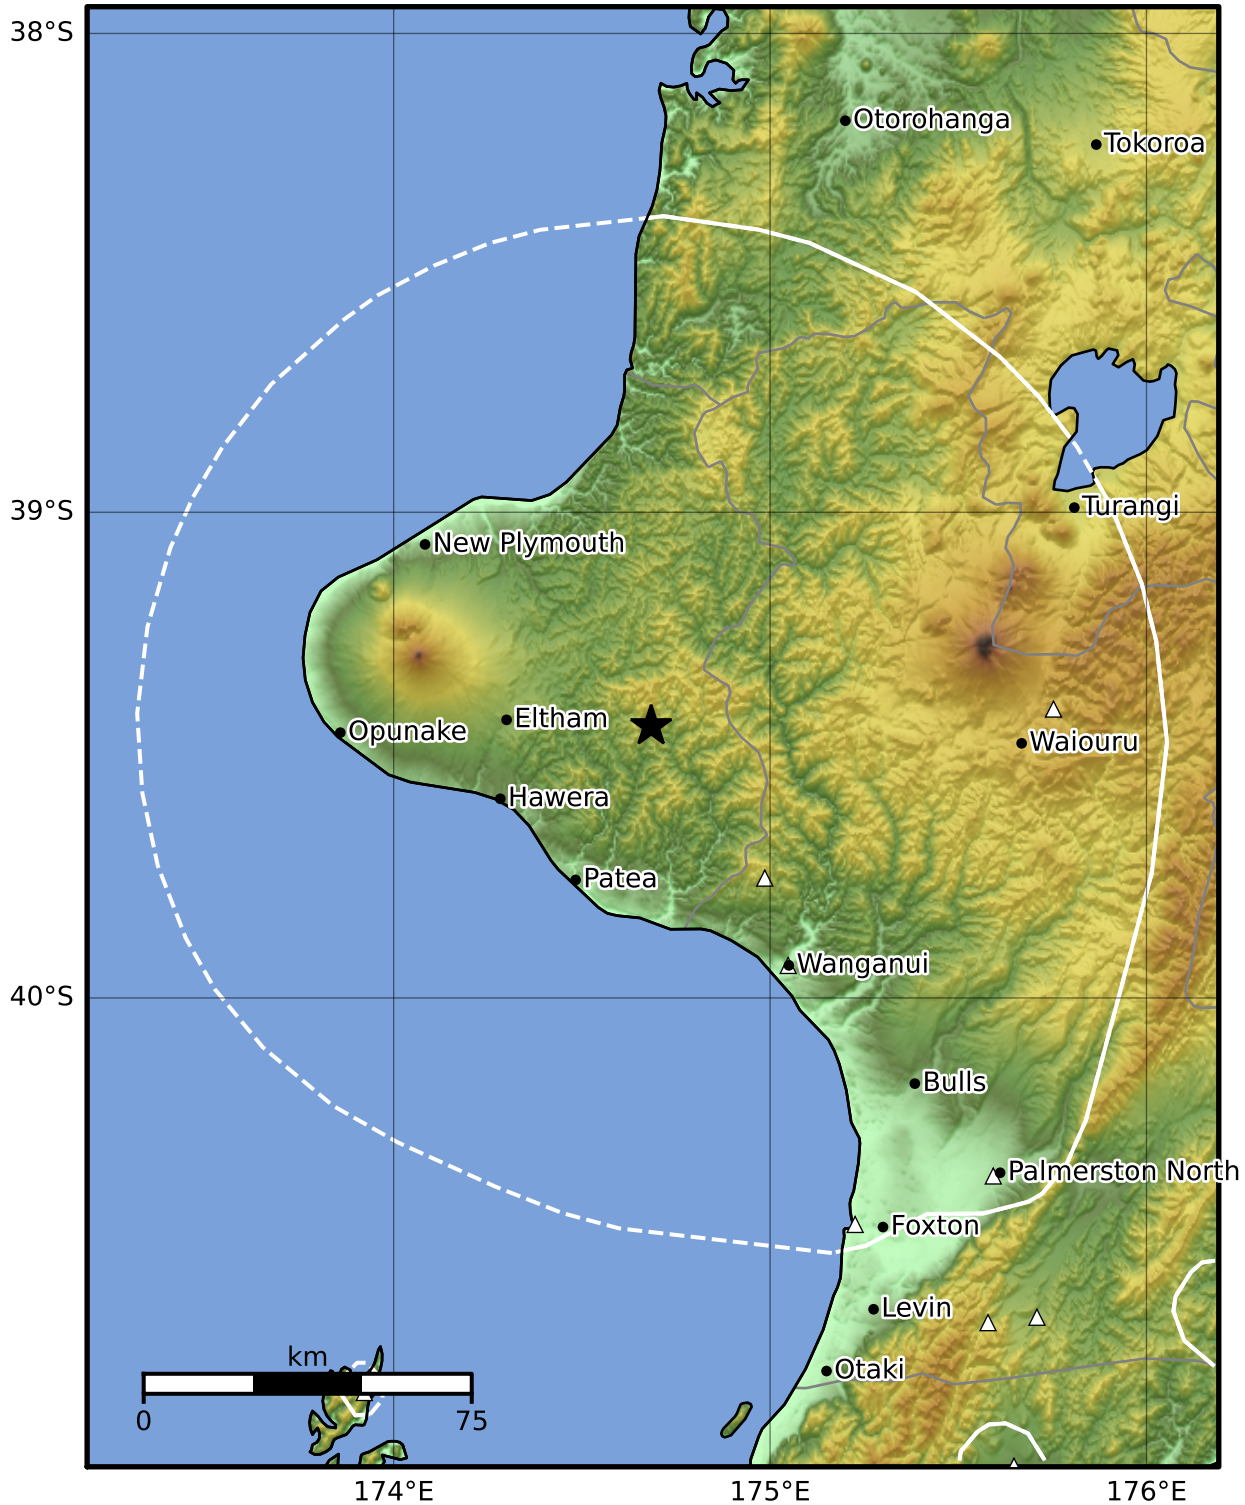 38°S
Otorohanga
Tokoroa
39°S
Turangi
New Plymouth
Eltham
Opunake
Waiouru
Hawera
Patea
Wanganui
40°S
Bulls
Palmerston North
Foxton
Levin
km
Otaki
0 75
174°E 175°E 176°E